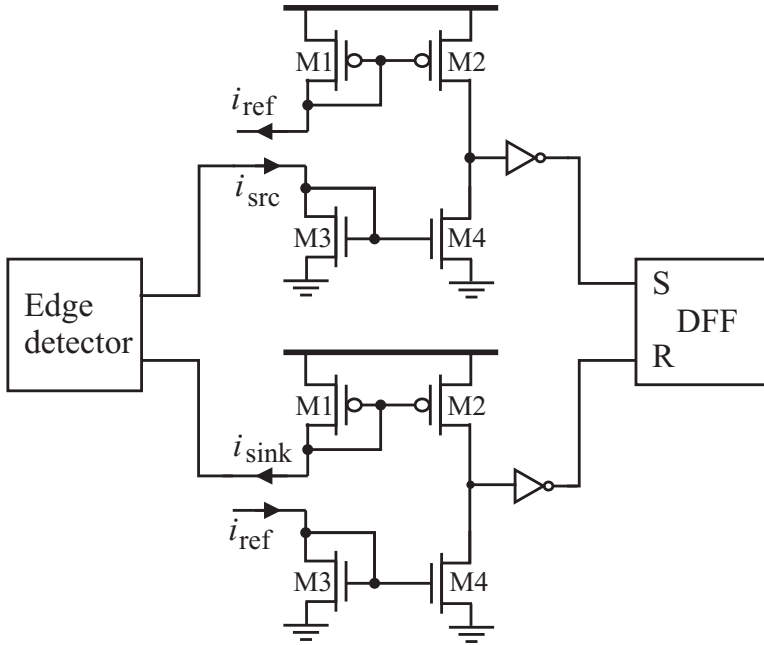 M1
M2
i_ref
i_src
M3
M4
Edge
detector
S
DFF
R
M1
M2
i_sink
i_ref
M3
M4